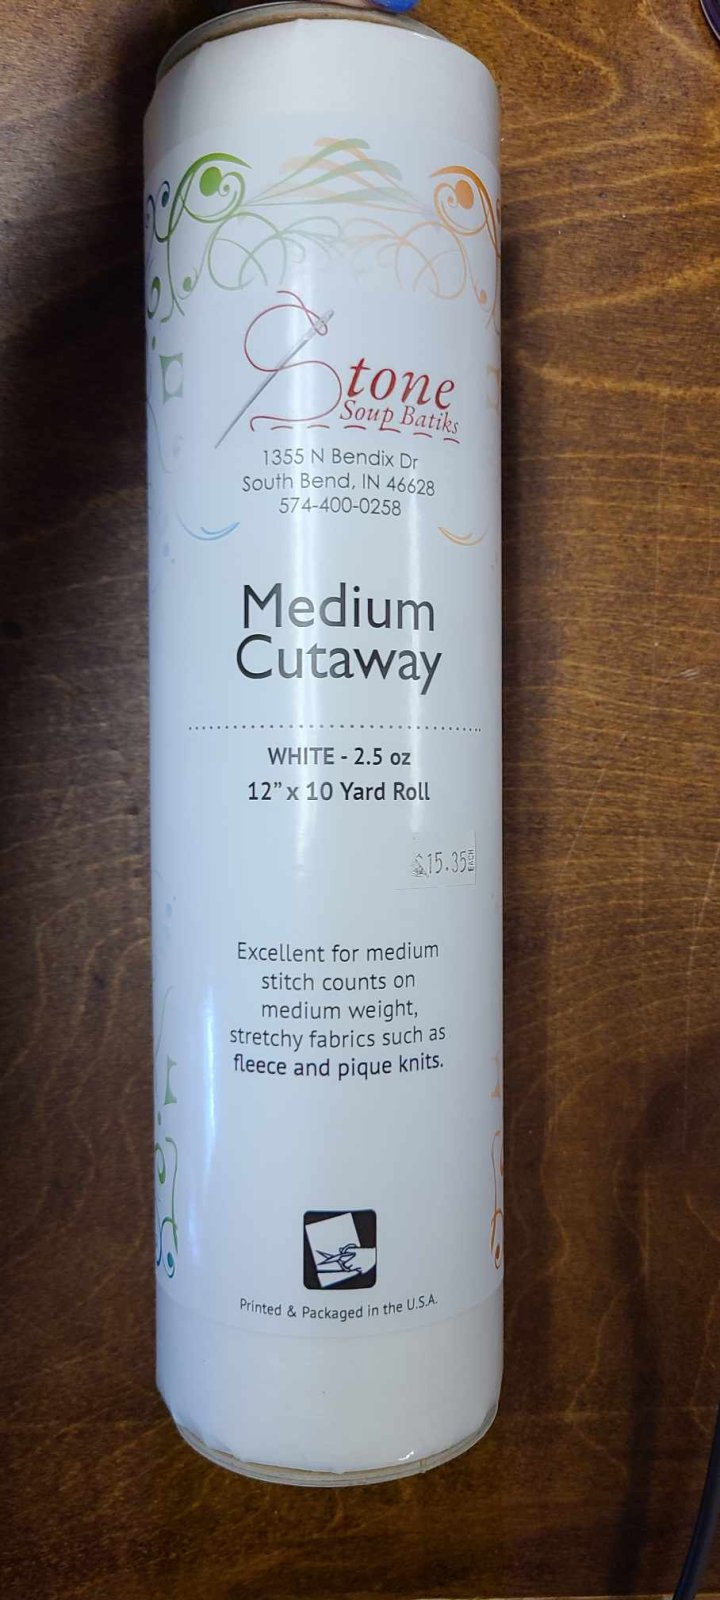 Stone
Soup Batiks
1355 N Bendix Dr
South Bend, IN 46628
574-400-0258
Medium
Cutaway
WHITE - 2.5 oz
12” x 10 Yard Roll
15.35 EACH
Excellent for medium
stitch counts on
medium weight,
stretchy fabrics such as
fleece and pique knits.
Printed & Packaged in the U.S.A.